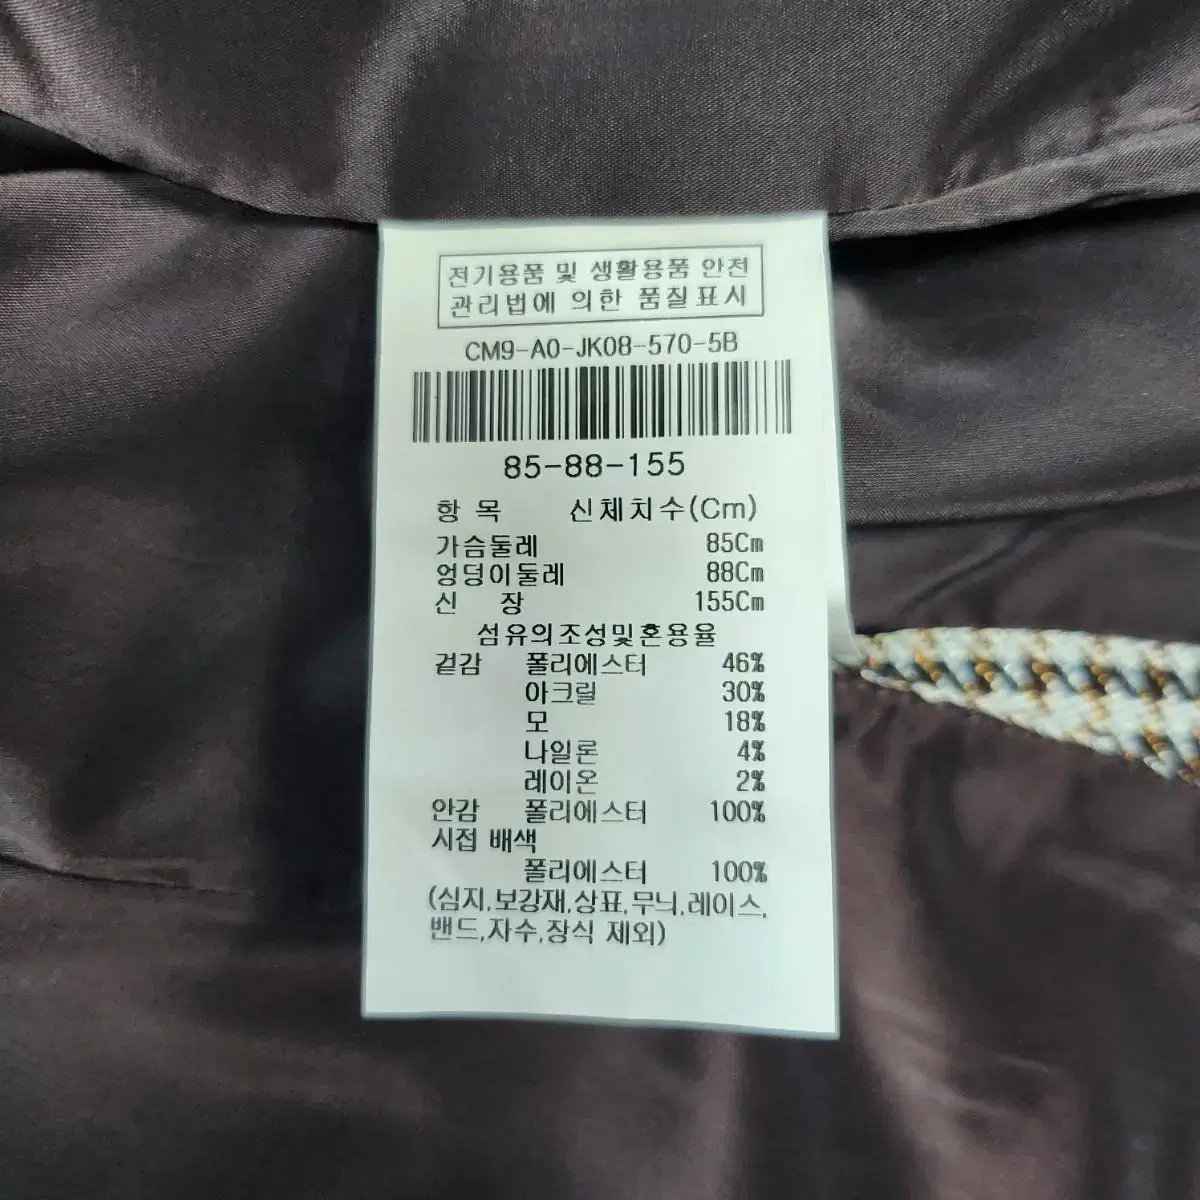 전기용품 및 생활용품 안전
관리법에 의한 품질표시
CM9-A0-JK08-570-5B
85-88-155
항 목 신체치수(Cm)
가슴둘레 85Cm
엉덩이둘레 88Cm
신 장 155Cm
섬유의조성및혼용율
겉감 폴리에스터 46%
아크릴 30%
모 18%
나일론 4%
레이온 2%
안감 폴리에스터 100%
시접 배색
폴리에스터 100%
(심지,보강재,상표,무늬,레이스,
밴드,자수,장식 제외)